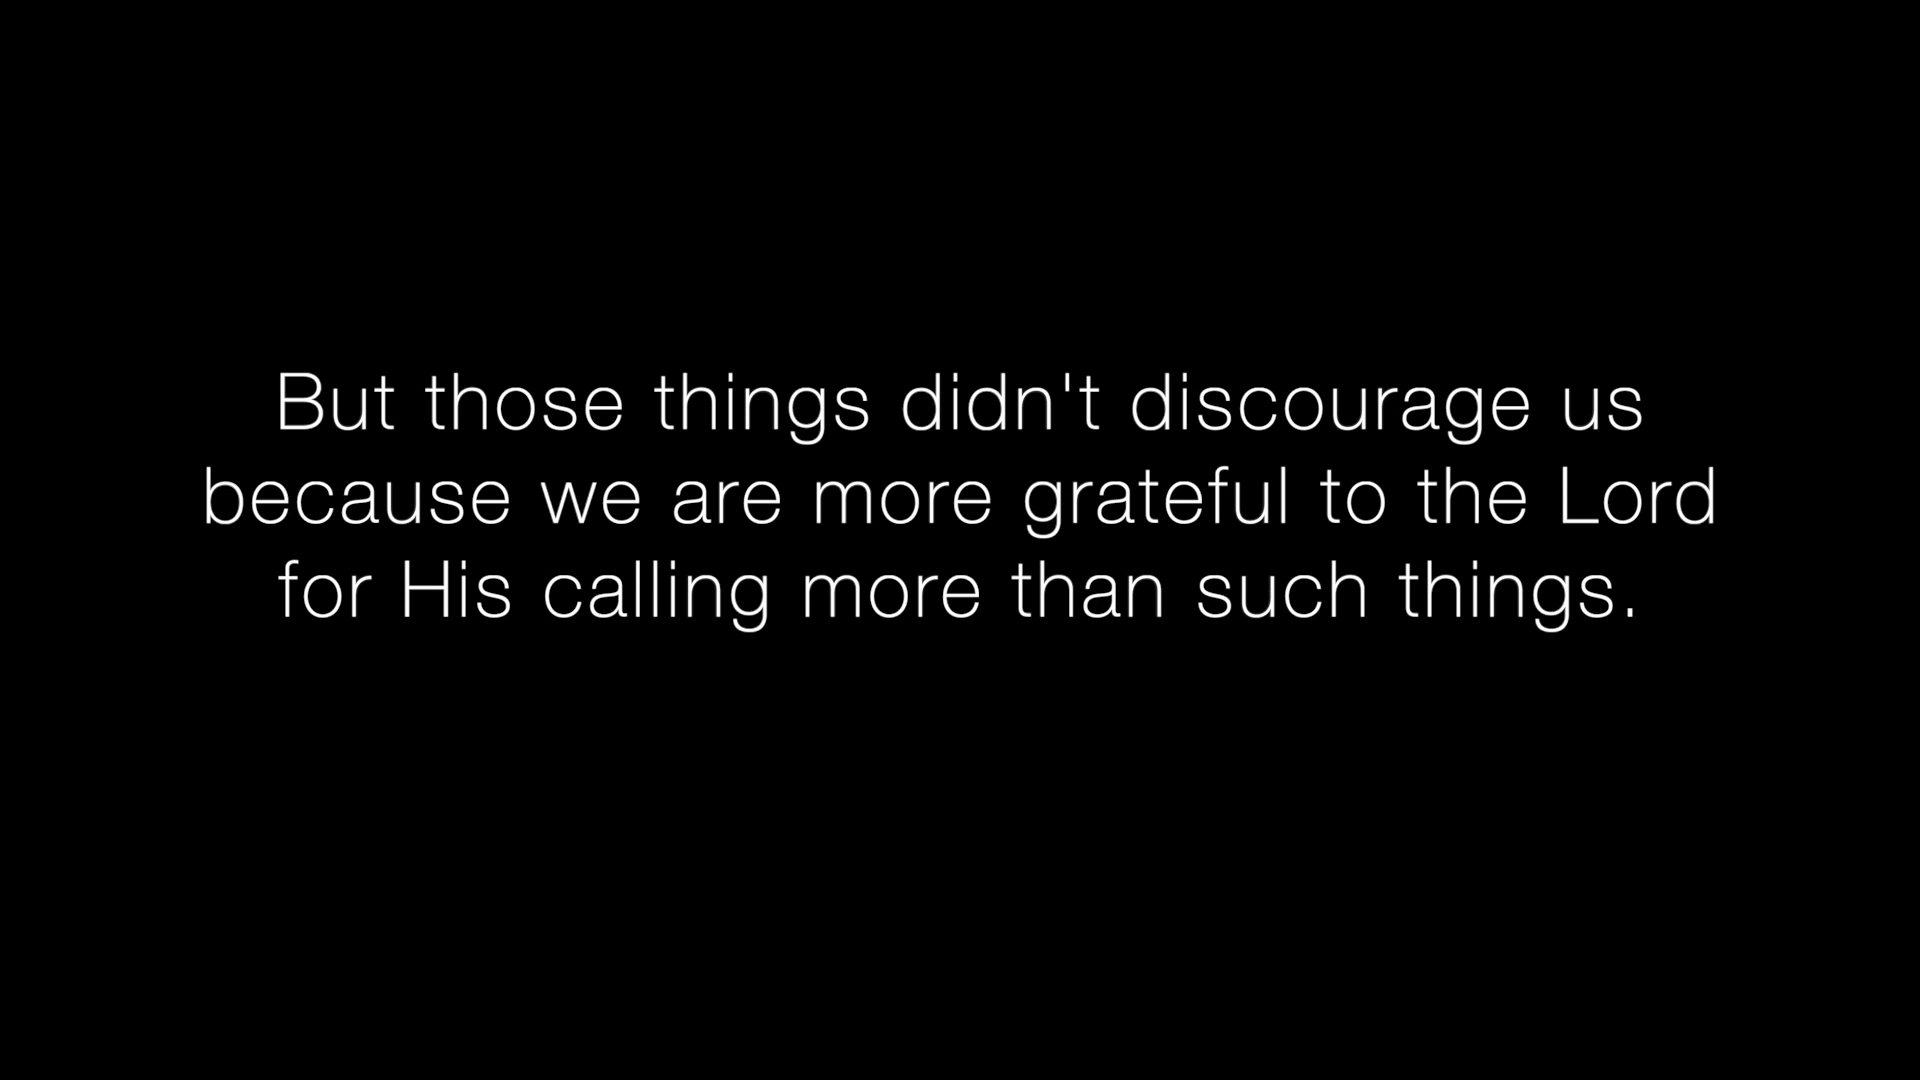 But those things didn't discourage us
because we are more grateful to the Lord
for His calling more than such things.